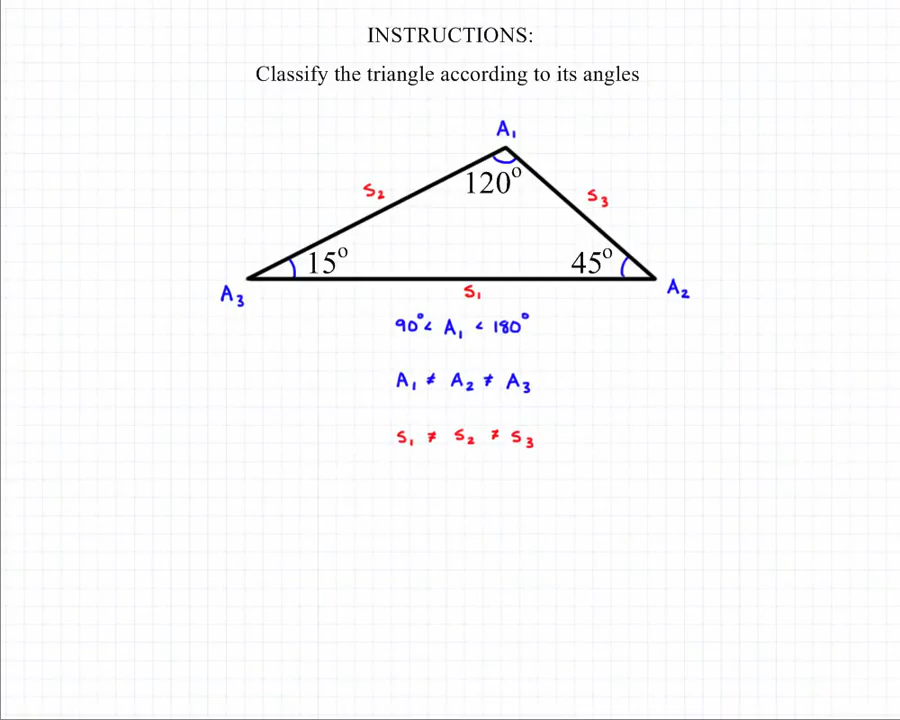 INSTRUCTIONS:
Classify the triangle according to its angles
A₁
120°
S₂
S₃
15°
45°
A₃
S₁
A₂
90° < A₁ < 180°
A₁ ≠ A₂ ≠ A₃
S₁ ≠ S₂ ≠ S₃